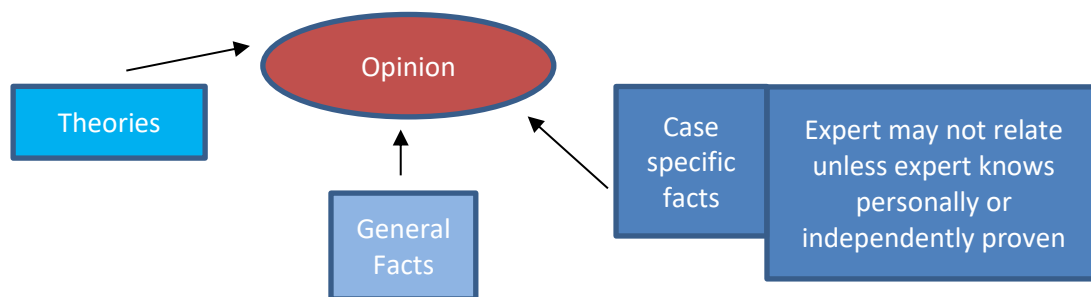 Opinion
Theories
General
Facts
Case
specific
facts
Expert may not relate
unless expert knows
personally or
independently proven